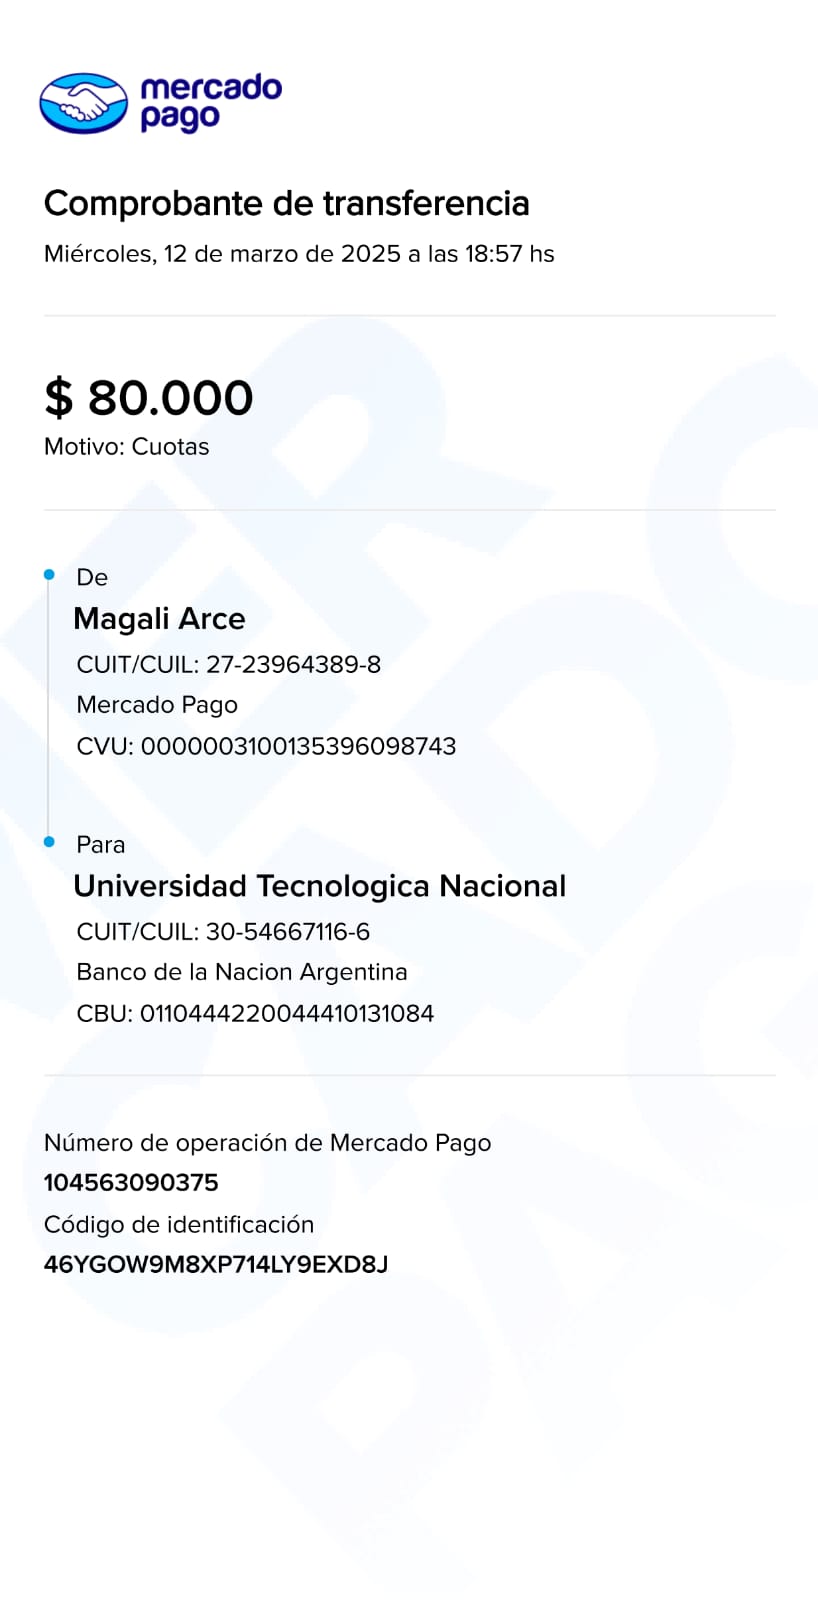 mercado
pago
Comprobante de transferencia
Miércoles, 12 de marzo de 2025 a las 18:57 hs
$ 80.000
Motivo: Cuotas
De
Magali Arce
CUIT/CUIL: 27-23964389-8
Mercado Pago
CVU: 0000003100135396098743
Para
Universidad Tecnologica Nacional
CUIT/CUIL: 30-54667116-6
Banco de la Nacion Argentina
CBU: 0110444220044410131084
Número de operación de Mercado Pago
104563090375
Código de identificación
46YGOW9M8XP714LY9EXD8J
MERCADO
PAGO